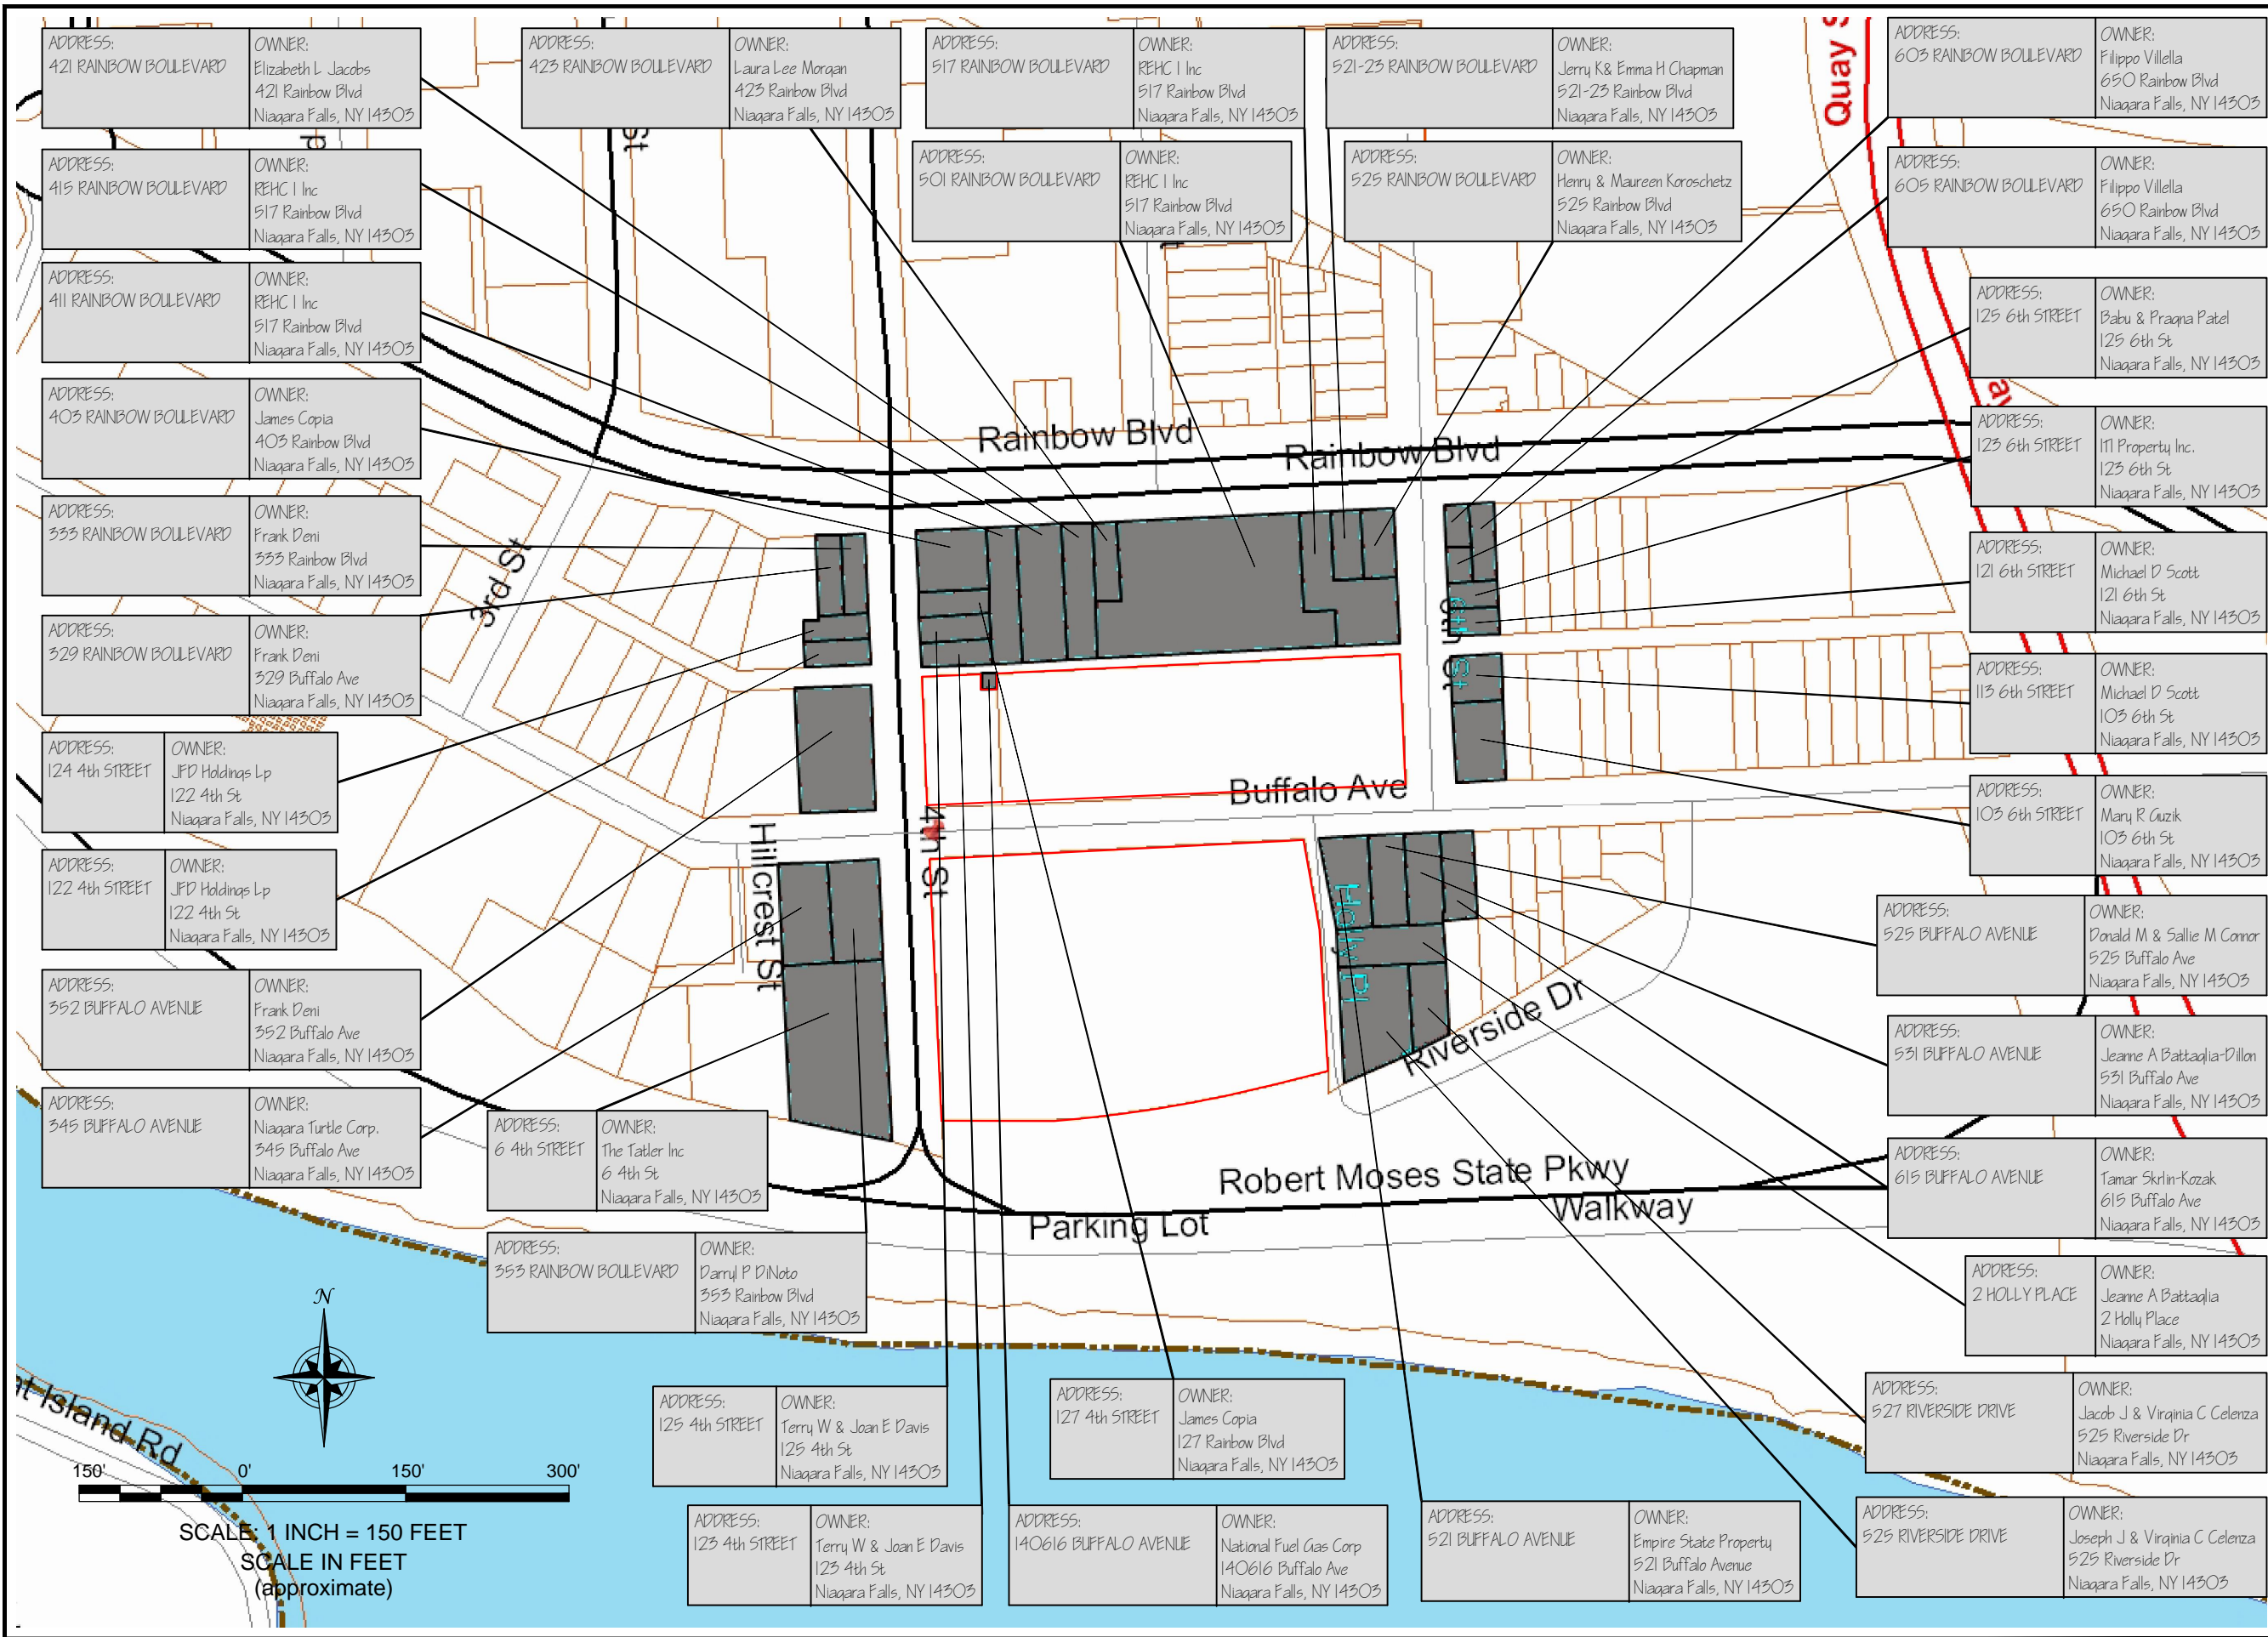 ADDRESS:
421 RAINBOW BOULEVARD
OWNER:
Elizabeth L Jacobs
421 Rainbow Blvd
Niagara Falls, NY 14303
ADDRESS:
423 RAINBOW BOULEVARD
OWNER:
Laura Lee Morgan
423 Rainbow Blvd
Niagara Falls, NY 14303
ADDRESS:
517 RAINBOW BOULEVARD
OWNER:
REHC I Inc
517 Rainbow Blvd
Niagara Falls, NY 14303
ADDRESS:
521-23 RAINBOW BOULEVARD
OWNER:
Jerry K & Emma H Chapman
521-23 Rainbow Blvd
Niagara Falls, NY 14303
Quay S
ADDRESS:
603 RAINBOW BOULEVARD
OWNER:
Filippo Villella
650 Rainbow Blvd
Niagara Falls, NY 14303
St
ADDRESS:
415 RAINBOW BOULEVARD
OWNER:
REHC I Inc
517 Rainbow Blvd
Niagara Falls, NY 14303
ADDRESS:
501 RAINBOW BOULEVARD
OWNER:
REHC I Inc
517 Rainbow Blvd
Niagara Falls, NY 14303
ADDRESS:
525 RAINBOW BOULEVARD
OWNER:
Henry & Maureen Koroschetz
525 Rainbow Blvd
Niagara Falls, NY 14303
ADDRESS:
605 RAINBOW BOULEVARD
OWNER:
Filippo Villella
650 Rainbow Blvd
Niagara Falls, NY 14303
ADDRESS:
411 RAINBOW BOULEVARD
OWNER:
REHC I Inc
517 Rainbow Blvd
Niagara Falls, NY 14303
ADDRESS:
125 6th STREET
OWNER:
Babu & Pragna Patel
125 6th St
Niagara Falls, NY 14303
ADDRESS:
403 RAINBOW BOULEVARD
OWNER:
James Copia
403 Rainbow Blvd
Niagara Falls, NY 14303
Rainbow Blvd
Rainbow Blvd
ADDRESS:
123 6th STREET
OWNER:
ITI Property Inc.
123 6th St
Niagara Falls, NY 14303
ADDRESS:
333 RAINBOW BOULEVARD
OWNER:
Frank Deni
333 Rainbow Blvd
Niagara Falls, NY 14303
3rd St
6th St
ADDRESS:
121 6th STREET
OWNER:
Michael D Scott
121 6th St
Niagara Falls, NY 14303
ADDRESS:
329 RAINBOW BOULEVARD
OWNER:
Frank Deni
329 Buffalo Ave
Niagara Falls, NY 14303
ADDRESS:
113 6th STREET
OWNER:
Michael D Scott
103 6th St
Niagara Falls, NY 14303
ADDRESS:
124 4th STREET
OWNER:
JFD Holdings Lp
122 4th St
Niagara Falls, NY 14303
Buffalo Ave
ADDRESS:
103 6th STREET
OWNER:
Mary R Guzik
103 6th St
Niagara Falls, NY 14303
4th St
Hillcrest St
Holly Pl
ADDRESS:
122 4th STREET
OWNER:
JFD Holdings Lp
122 4th St
Niagara Falls, NY 14303
ADDRESS:
525 BUFFALO AVENUE
OWNER:
Donald M & Sallie M Connor
525 Buffalo Ave
Niagara Falls, NY 14303
ADDRESS:
352 BUFFALO AVENUE
OWNER:
Frank Deni
352 Buffalo Ave
Niagara Falls, NY 14303
Riverside Dr
ADDRESS:
531 BUFFALO AVENUE
OWNER:
Jeanne A Battaglia-Dillon
531 Buffalo Ave
Niagara Falls, NY 14303
ADDRESS:
345 BUFFALO AVENUE
OWNER:
Niagara Turtle Corp.
345 Buffalo Ave
Niagara Falls, NY 14303
ADDRESS:
6 4th STREET
OWNER:
The Tatler Inc
6 4th St
Niagara Falls, NY 14303
Robert Moses State Pkwy
Walkway
Parking Lot
ADDRESS:
615 BUFFALO AVENUE
OWNER:
Tamar Skrlin-Kozak
615 Buffalo Ave
Niagara Falls, NY 14303
ADDRESS:
353 RAINBOW BOULEVARD
OWNER:
Darryl P DiNoto
353 Rainbow Blvd
Niagara Falls, NY 14303
ADDRESS:
2 HOLLY PLACE
OWNER:
Jeanne A Battaglia
2 Holly Place
Niagara Falls, NY 14303
N
t Island Rd
ADDRESS:
125 4th STREET
OWNER:
Terry W & Joan E Davis
125 4th St
Niagara Falls, NY 14303
ADDRESS:
127 4th STREET
OWNER:
James Copia
127 Rainbow Blvd
Niagara Falls, NY 14303
ADDRESS:
527 RIVERSIDE DRIVE
OWNER:
Jacob J & Virginia C Celenza
525 Riverside Dr
Niagara Falls, NY 14303
150' 0' 150' 300'
SCALE: 1 INCH = 150 FEET
SCALE IN FEET
(approximate)
ADDRESS:
123 4th STREET
OWNER:
Terry W & Joan E Davis
123 4th St
Niagara Falls, NY 14303
ADDRESS:
140616 BUFFALO AVENUE
OWNER:
National Fuel Gas Corp
140616 Buffalo Ave
Niagara Falls, NY 14303
ADDRESS:
521 BUFFALO AVENUE
OWNER:
Empire State Property
521 Buffalo Avenue
Niagara Falls, NY 14303
ADDRESS:
525 RIVERSIDE DRIVE
OWNER:
Joseph J & Virginia C Celenza
525 Riverside Dr
Niagara Falls, NY 14303